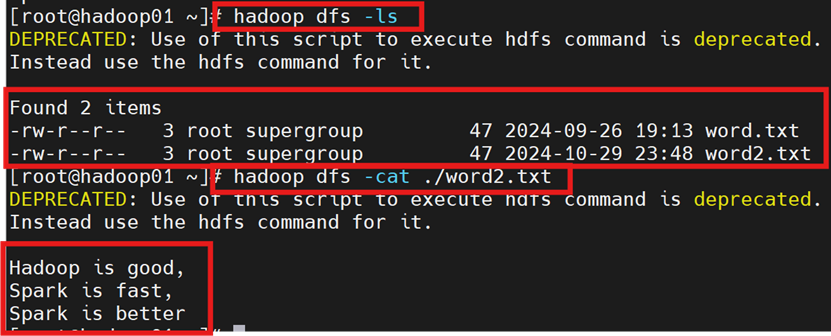 [root@hadoop01 ~]# hadoop dfs -ls
DEPRECATED: Use of this script to execute hdfs command is deprecated.
Instead use the hdfs command for it.
Found 2 items
-rw-r--r--   3 root supergroup         47 2024-09-26 19:13 word.txt
-rw-r--r--   3 root supergroup         47 2024-10-29 23:48 word2.txt
[root@hadoop01 ~]# hadoop dfs -cat ./word2.txt
DEPRECATED: Use of this script to execute hdfs command is deprecated.
Instead use the hdfs command for it.
Hadoop is good,
Spark is fast,
Spark is better
[root@hadoop01 ~]#